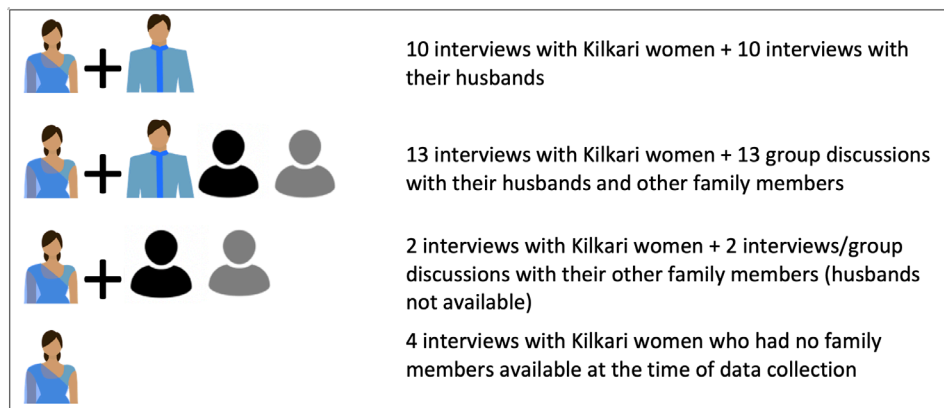 10 interviews with Kilkari women + 10 interviews with
their husbands
13 interviews with Kilkari women + 13 group discussions
with their husbands and other family members
2 interviews with Kilkari women + 2 interviews/group
discussions with their other family members (husbands
not available)
4 interviews with Kilkari women who had no family
members available at the time of data collection